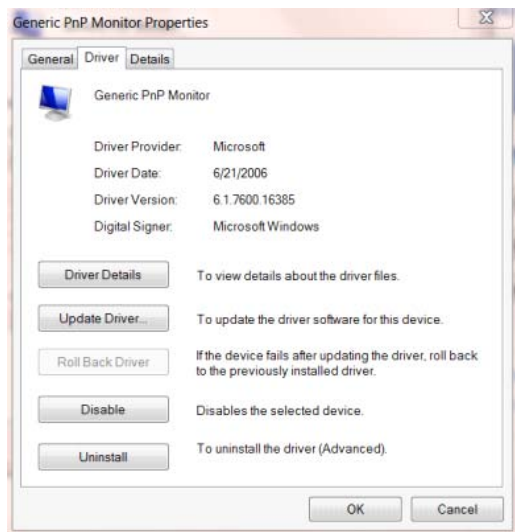 Generic PnP Monitor Properties
General Driver Details
Generic PnP Monitor
Driver Provider: Microsoft
Driver Date: 6/21/2006
Driver Version: 6.1.7600.16385
Digital Signer: Microsoft Windows
Driver Details To view details about the driver files.
Update Driver... To update the driver software for this device.
Roll Back Driver If the device fails after updating the driver, roll back
to the previously installed driver.
Disable Disables the selected device.
Uninstall To uninstall the driver (Advanced).
OK Cancel